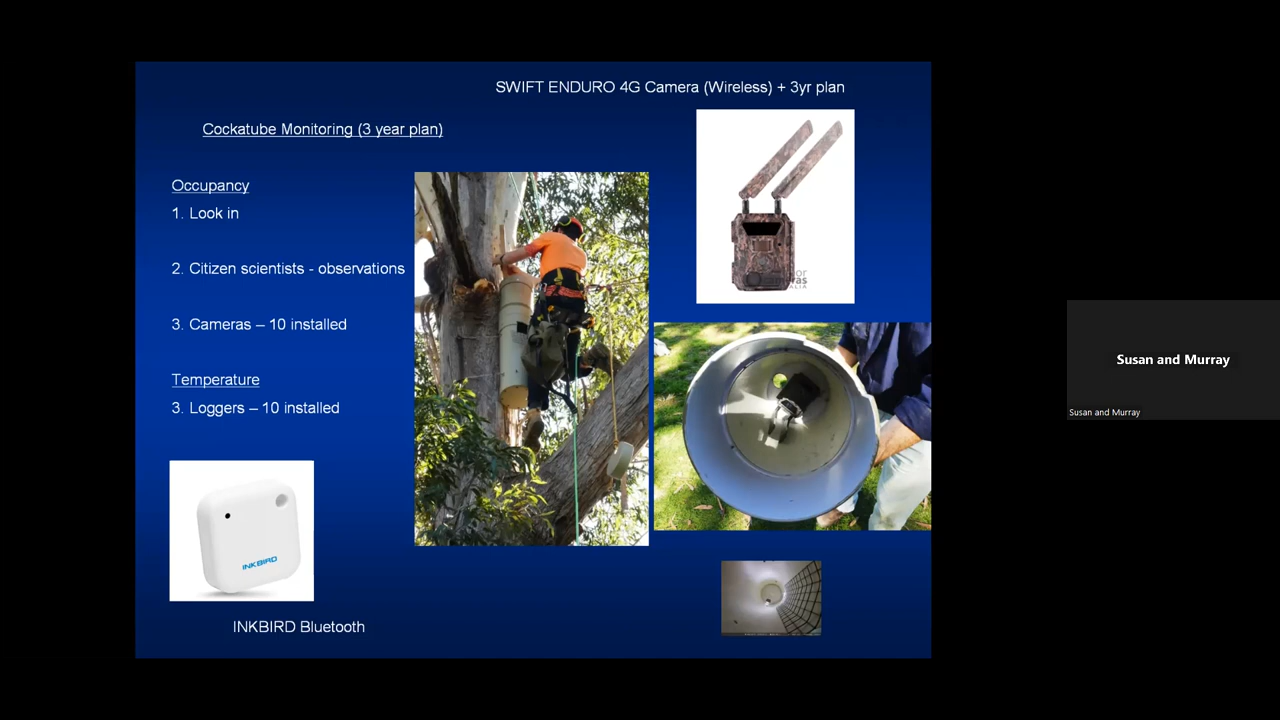 SWIFT ENDURO 4G Camera (Wireless) + 3yr plan
Cockatube Monitoring (3 year plan)
Occupancy
1. Look in
2. Citizen scientists - observations
3. Cameras – 10 installed
Temperature
3. Loggers – 10 installed
INKBIRD
INKBIRD Bluetooth
Susan and Murray
Susan and Murray